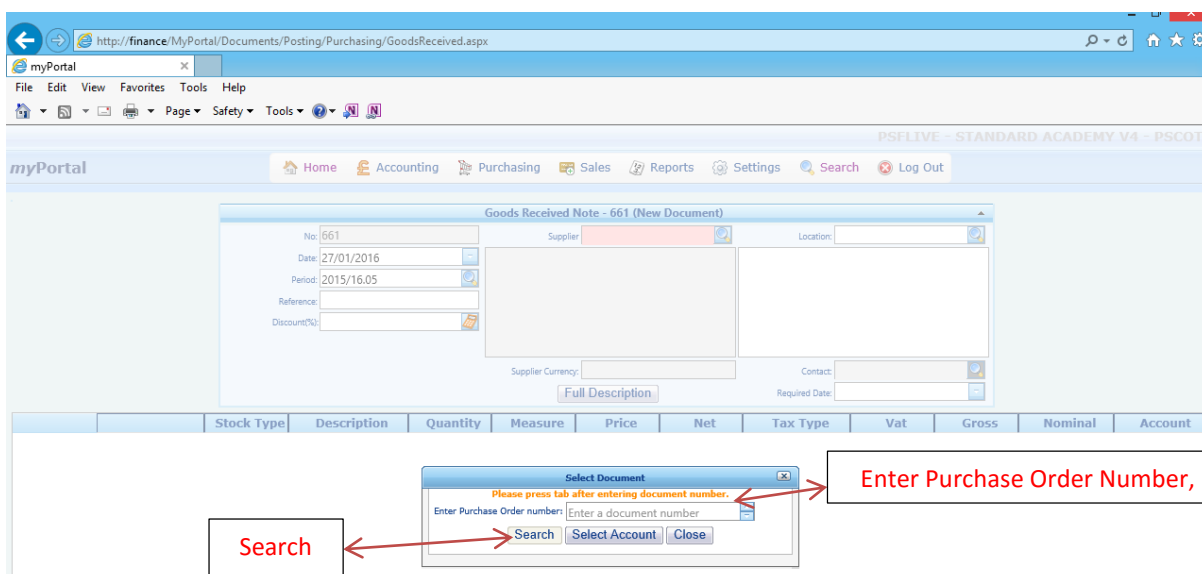 http://finance/MyPortal/Documents/Posting/Purchasing/GoodsReceived.aspx
myPortal
File Edit View Favorites Tools Help
Page Safety Tools
PSFLIVE - STANDARD ACADEMY V4 - PSCOT
myPortal Home Accounting Purchasing Sales Reports Settings Search Log Out
Goods Received Note - 661 (New Document)
No: 661 Supplier Location:
Date: 27/01/2016
Period: 2015/16.05
Reference:
Discount(%):
Supplier Currency: Contact:
Full Description Required Date:
Stock Type Description Quantity Measure Price Net Tax Type Vat Gross Nominal Account
Select Document
Please press tab after entering document number.
Enter Purchase Order number: Enter a document number
Search Select Account Close
Enter Purchase Order Number,
Search